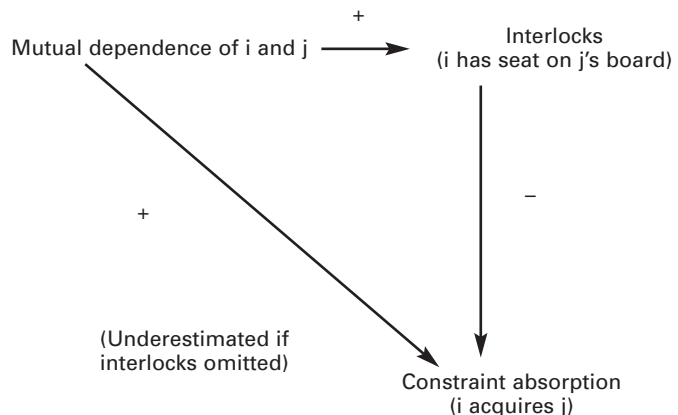 +
Mutual dependence of i and j
Interlocks
(i has seat on j's board)
+
–
(Underestimated if
interlocks omitted)
Constraint absorption
(i acquires j)